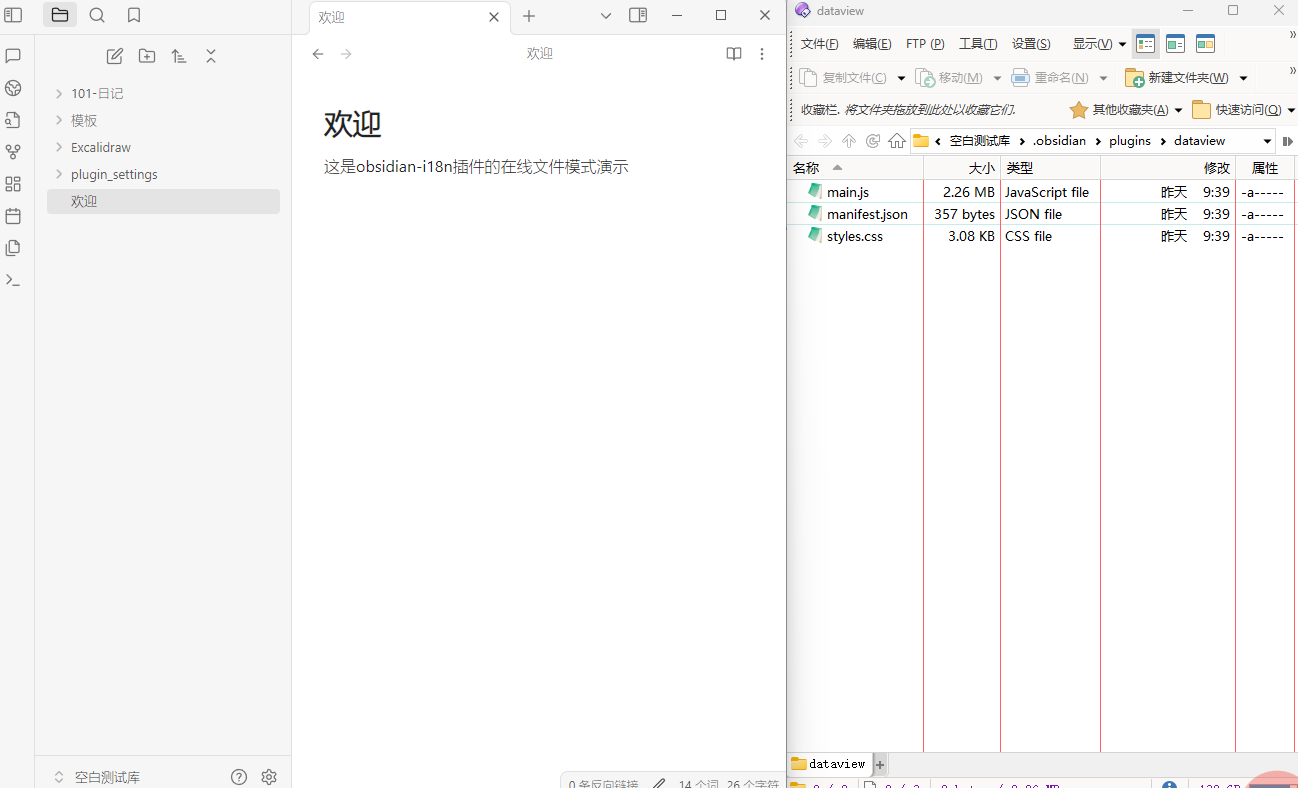 欢迎
欢迎
101-日记
模板
Excalidraw
plugin_settings
欢迎
欢迎
这是obsidian-i18n插件的在线文件模式演示
空白测试库
0 条反向链接 14 个词 26 个字符
dataview
文件(F) 编辑(E) FTP (P) 工具(T) 设置(S) 显示(V)
复制文件(C) 移动(M) 重命名(N) 新建文件夹(W)
收藏栏. 将文件夹拖放到此处以收藏它们. 其他收藏夹(A) 快速访问(Q)
空白测试库 .obsidian plugins dataview
名称 大小 类型 修改 属性
main.js 2.26 MB JavaScript file 昨天 9:39 -a-----
manifest.json 357 bytes JSON file 昨天 9:39 -a-----
styles.css 3.08 KB CSS file 昨天 9:39 -a-----
dataview